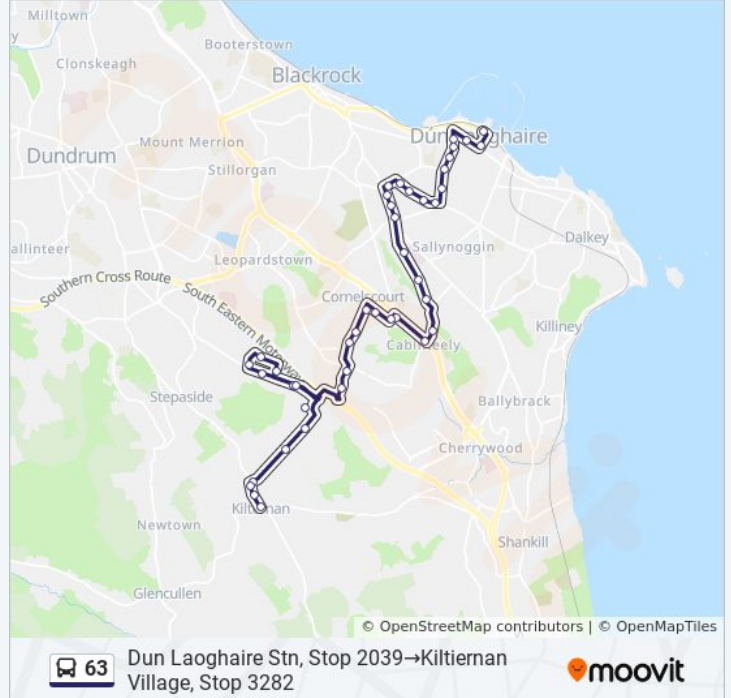 Milltown
Booterstown
Clonskeagh
Blackrock
Mount Merrion
Dún Laoghaire
Dundrum
Stillorgan
Sallynoggin
Dalkey
allinteer
Leopardstown
Southern Cross Route
South Eastern Motorway
Cornelscourt
Killiney
Cabinteely
Stepaside
Ballybrack
Cherrywood
Kiltiernan
Newtown
Shankill
Glencullen
© OpenStreetMap contributors | © OpenMapTiles
63
Dun Laoghaire Stn, Stop 2039→Kiltiernan
Village, Stop 3282
moovit